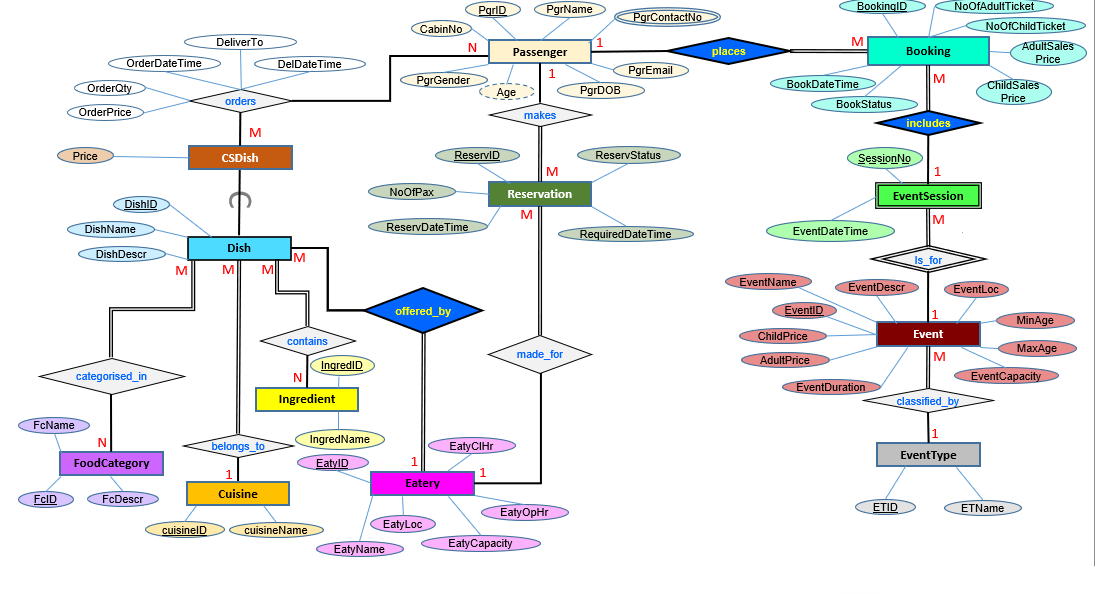 PgrID
PgrName
BookingID
NoOfAdultTicket
CabinNo
PgrContactNo
NoOfChildTicket
DeliverTo
N
Passenger
1
places
M
Booking
AdultSales
Price
OrderDateTime
DelDateTime
PgrGender
1
PgrEmail
M
OrderQty
Age
PgrDOB
BookDateTime
ChildSales
Price
orders
BookStatus
OrderPrice
makes
includes
M
Price
CSDish
ReservID
ReservStatus
SessionNo
M
1
NoOfPax
Reservation
EventSession
DishID
M
M
DishName
ReservDateTime
RequiredDateTime
EventDateTime
Dish
DishDescr
M
M
M
M
Is_for
EventName
EventDescr
EventLoc
offered_by
EventID
1
MinAge
contains
ChildPrice
Event
made_for
M
MaxAge
AdultPrice
IngredID
categorised_in
N
EventCapacity
EventDuration
Ingredient
classified_by
FcName
IngredName
1
N
belongs_to
EatyClHr
EventType
FoodCategory
EatyID
1
1
1
Eatery
Cuisine
FcID
FcDescr
ETID
ETName
EatyOpHr
cuisineID
cuisineName
EatyLoc
EatyName
EatyCapacity